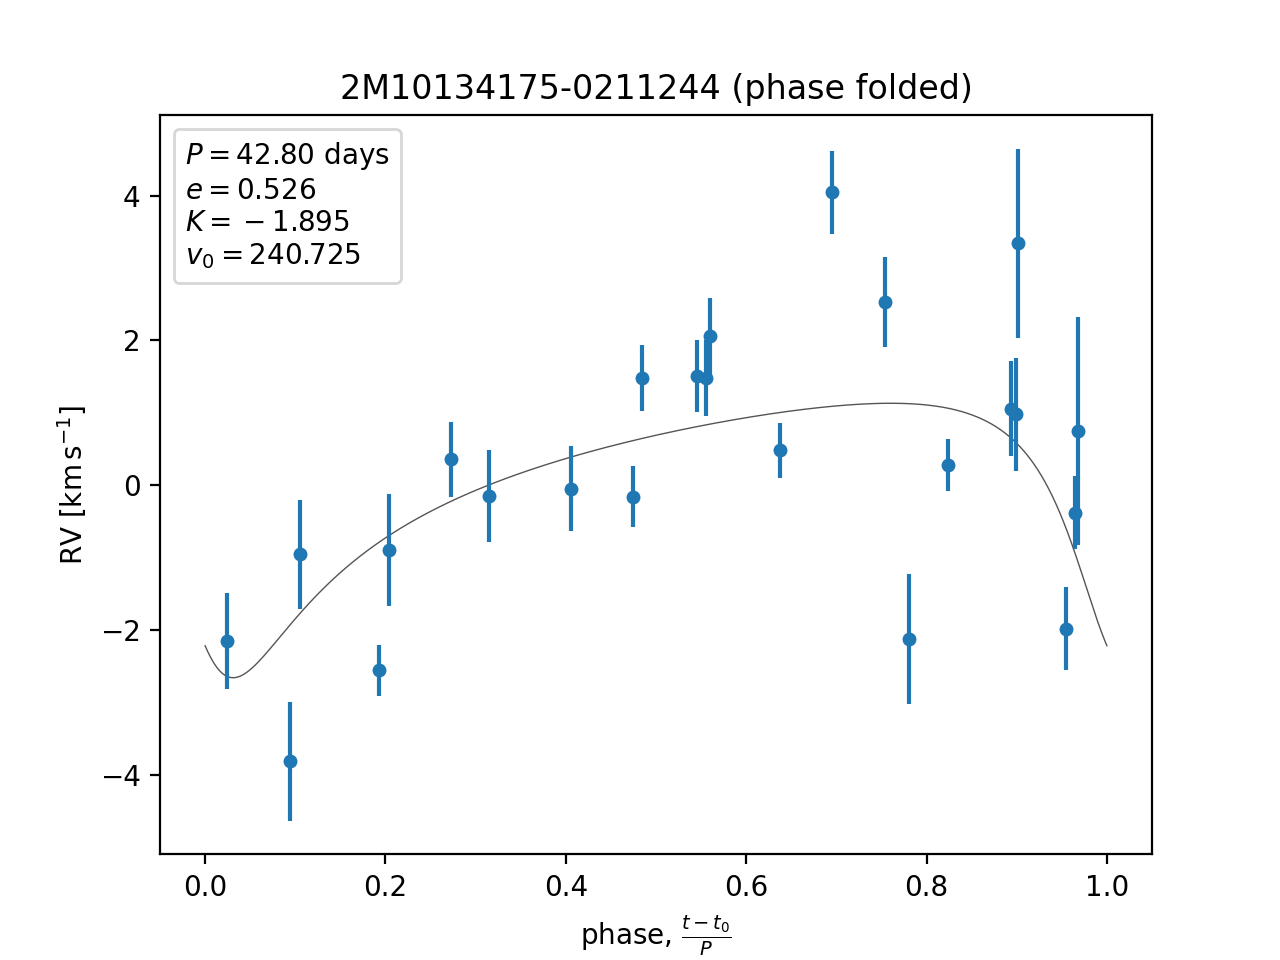 2M10134175-0211244 (phase folded)
P = 42.80 days
e = 0.526
K = −1.895
v₀ = 240.725
RV [km s⁻¹]
4
2
0
−2
−4
0.0 0.2 0.4 0.6 0.8 1.0
phase, (t − t₀)/P